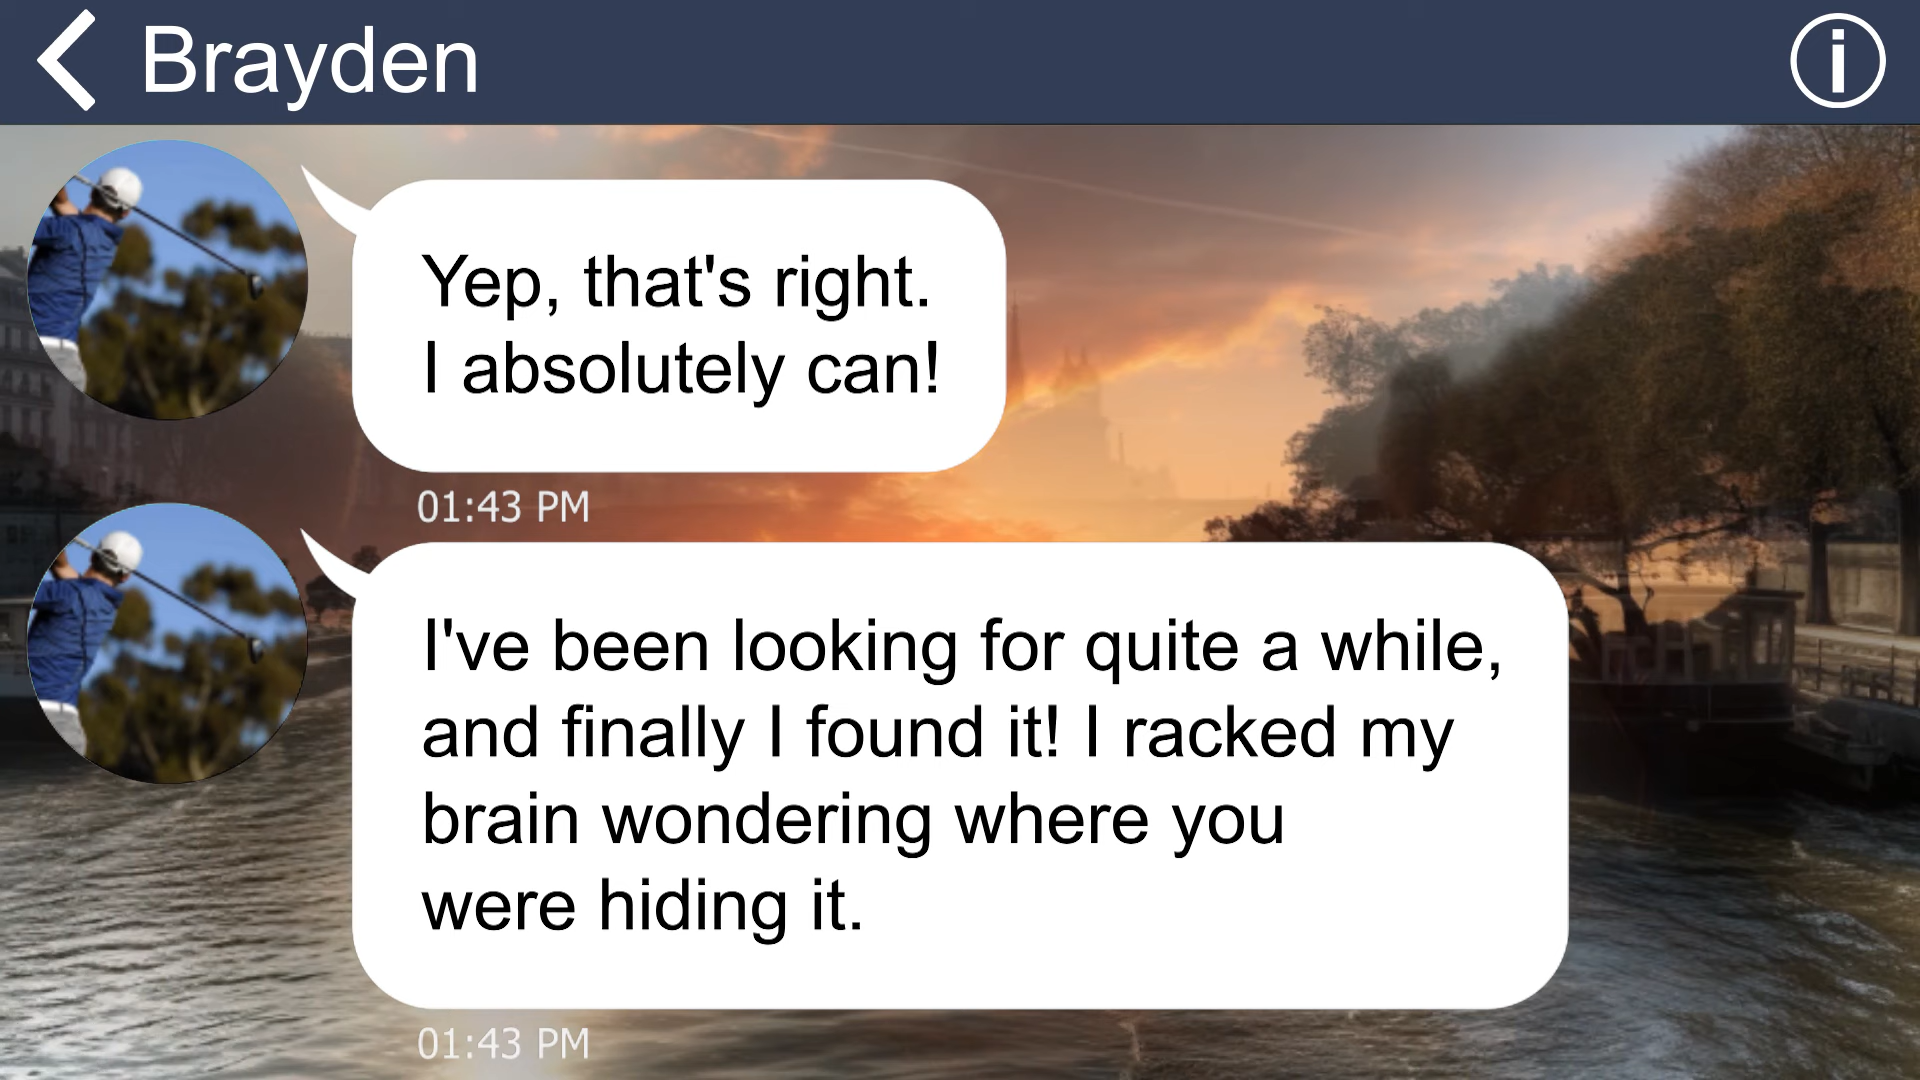 Brayden
Yep, that's right.
I absolutely can!
01:43 PM
I've been looking for quite a while,
and finally I found it! I racked my
brain wondering where you
were hiding it.
01:43 PM